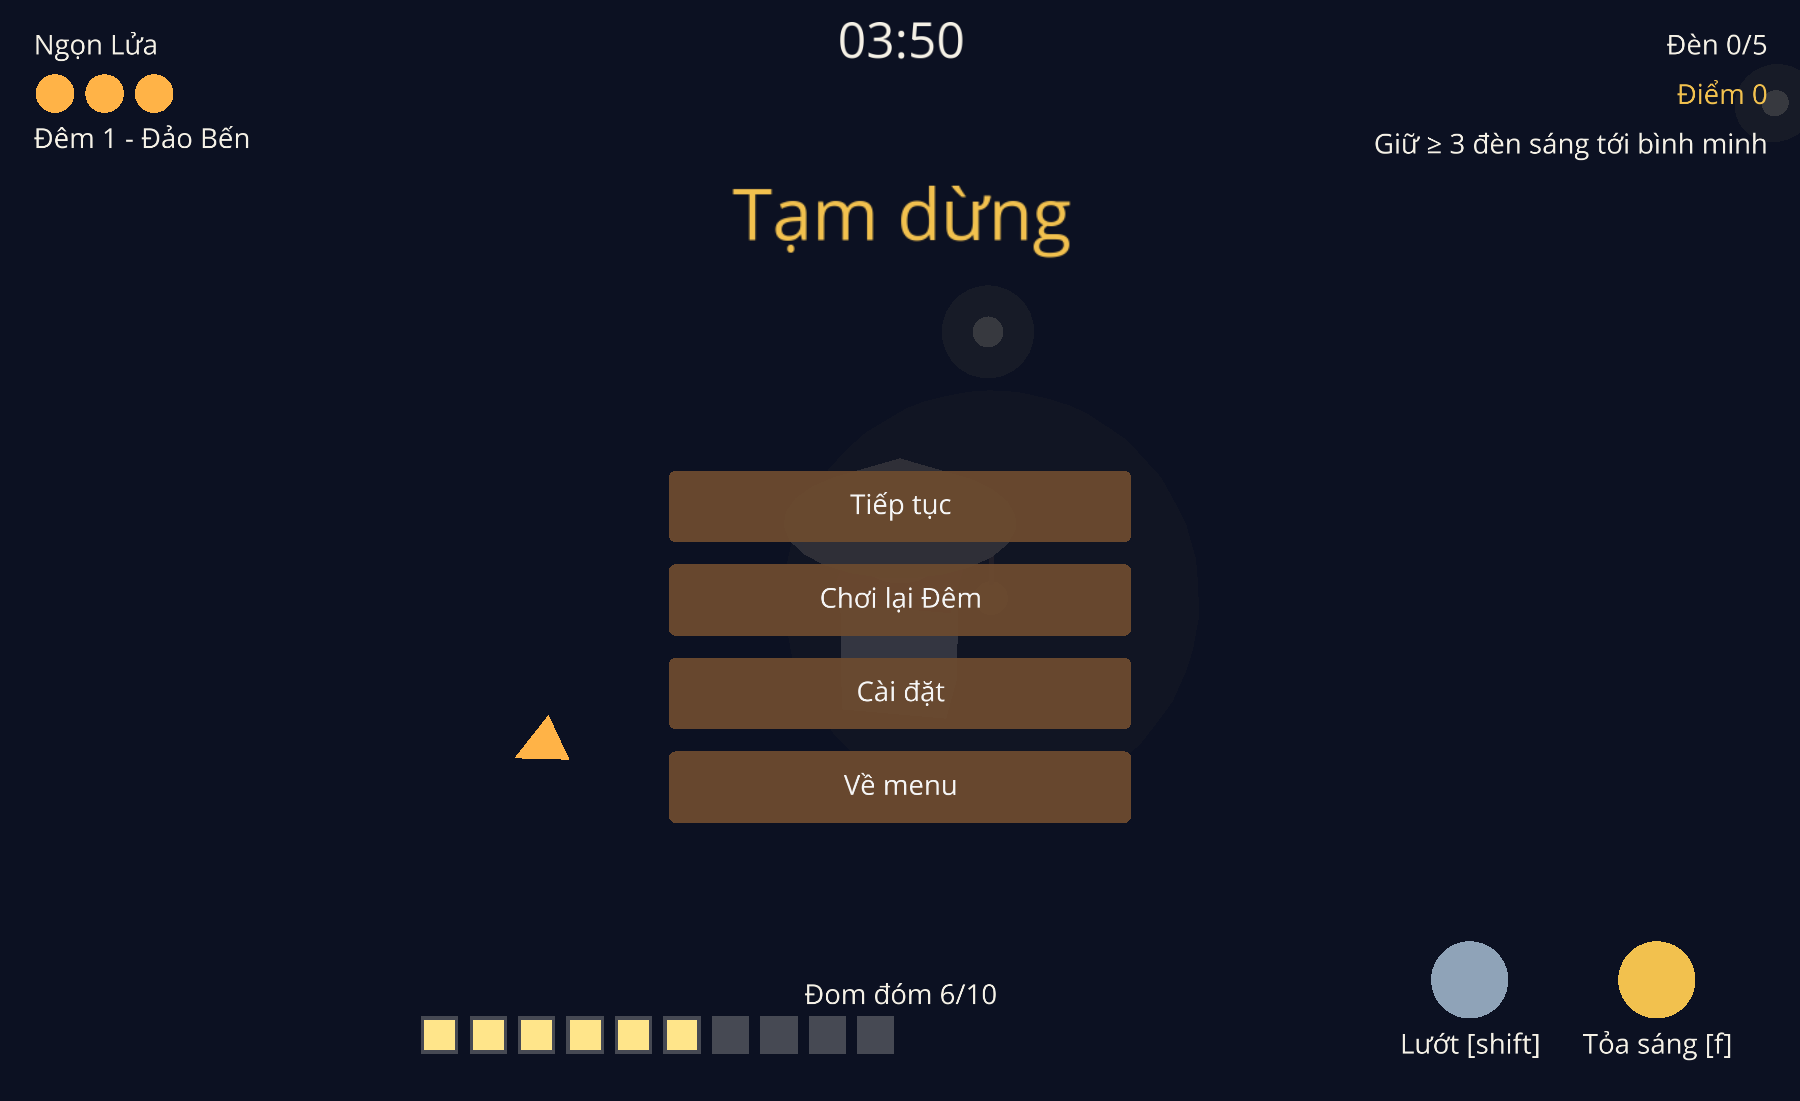 Ngọn Lửa
03:50
Đèn 0/5
Điểm 0
Đêm 1 - Đảo Bến
Giữ ≥ 3 đèn sáng tới bình minh
Tạm dừng
Tiếp tục
Chơi lại Đêm
Cài đặt
Về menu
Đom đóm 6/10
Lướt [shift]
Tỏa sáng [f]